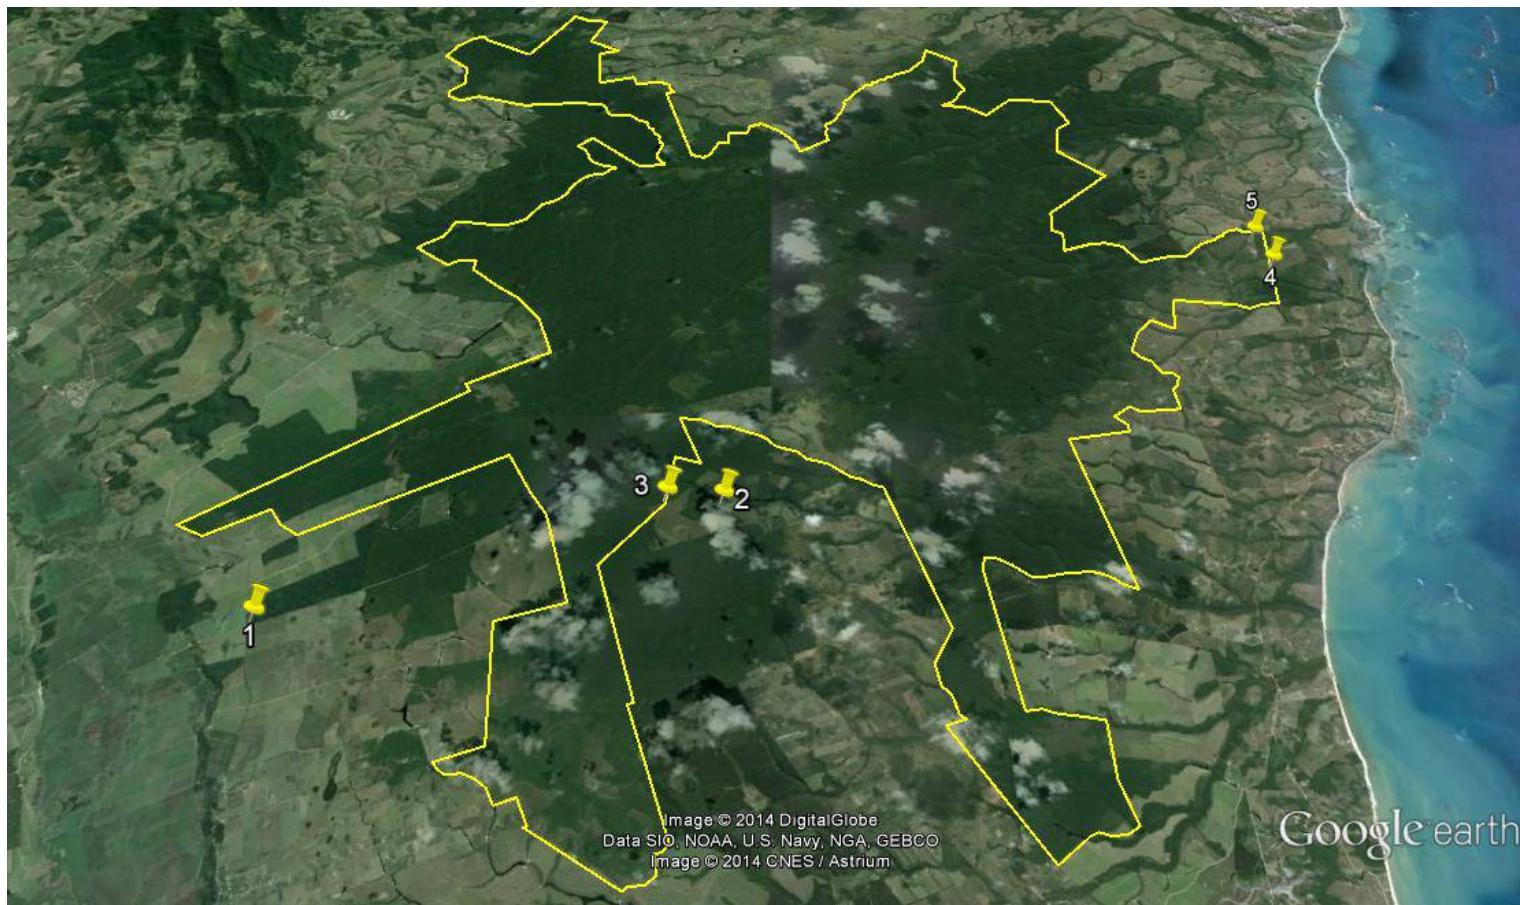 5
4
3
2
1
Image © 2014 DigitalGlobe
Data SIO, NOAA, U.S. Navy, NGA, GEBCO
Image © 2014 CNES / Astrium
Google earth